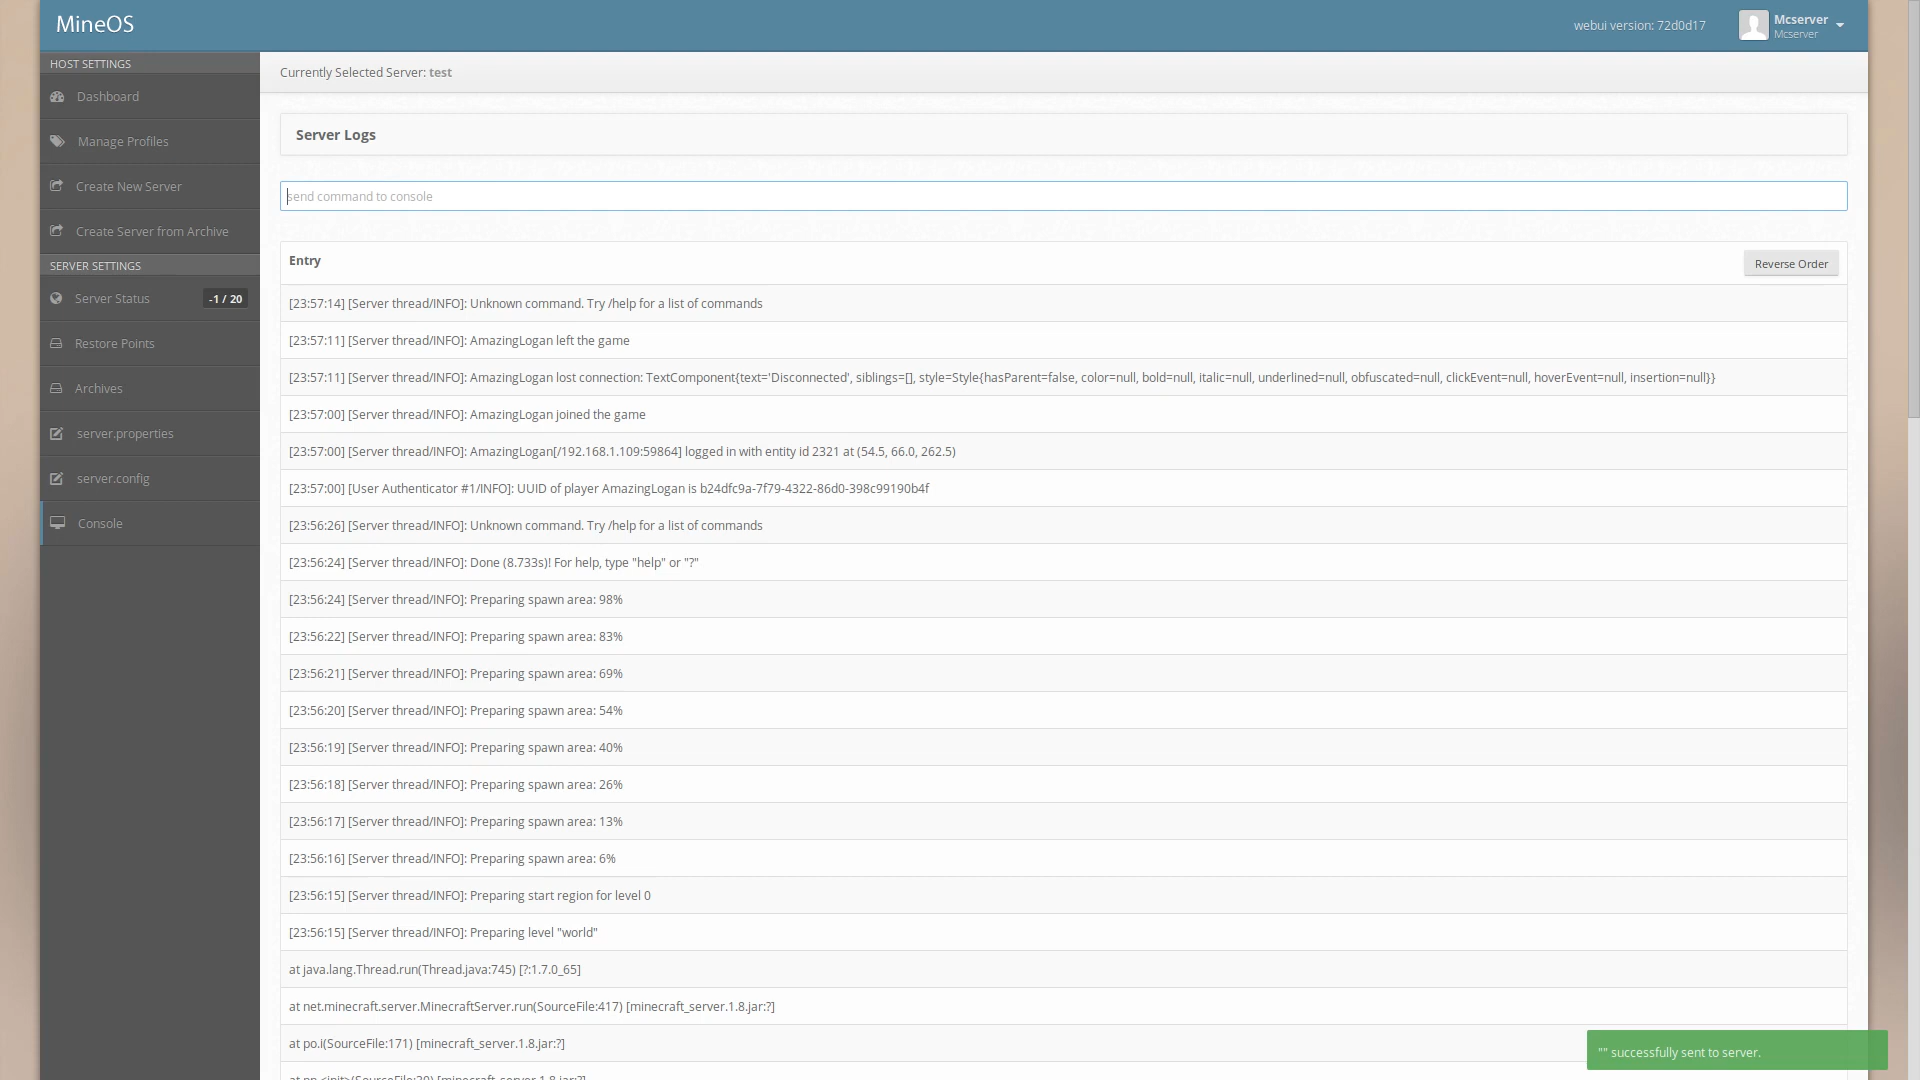 MineOS
webui version: 72d0d17
Mcserver
Mcserver
HOST SETTINGS
Dashboard
Manage Profiles
Create New Server
Create Server from Archive
SERVER SETTINGS
Server Status
-1 / 20
Restore Points
Archives
server.properties
server.config
Console
Currently Selected Server: test
Server Logs
send command to console
Entry
Reverse Order
[23:57:14] [Server thread/INFO]: Unknown command. Try /help for a list of commands
[23:57:11] [Server thread/INFO]: AmazingLogan left the game
[23:57:11] [Server thread/INFO]: AmazingLogan lost connection: TextComponent{text='Disconnected', siblings=[], style=Style{hasParent=false, color=null, bold=null, italic=null, underlined=null, obfuscated=null, clickEvent=null, hoverEvent=null, insertion=null}}
[23:57:00] [Server thread/INFO]: AmazingLogan joined the game
[23:57:00] [Server thread/INFO]: AmazingLogan[/192.168.1.109:59864] logged in with entity id 2321 at (54.5, 66.0, 262.5)
[23:57:00] [User Authenticator #1/INFO]: UUID of player AmazingLogan is b24dfc9a-7f79-4322-86d0-398c99190b4f
[23:56:26] [Server thread/INFO]: Unknown command. Try /help for a list of commands
[23:56:24] [Server thread/INFO]: Done (8.733s)! For help, type "help" or "?"
[23:56:24] [Server thread/INFO]: Preparing spawn area: 98%
[23:56:22] [Server thread/INFO]: Preparing spawn area: 83%
[23:56:21] [Server thread/INFO]: Preparing spawn area: 69%
[23:56:20] [Server thread/INFO]: Preparing spawn area: 54%
[23:56:19] [Server thread/INFO]: Preparing spawn area: 40%
[23:56:18] [Server thread/INFO]: Preparing spawn area: 26%
[23:56:17] [Server thread/INFO]: Preparing spawn area: 13%
[23:56:16] [Server thread/INFO]: Preparing spawn area: 6%
[23:56:15] [Server thread/INFO]: Preparing start region for level 0
[23:56:15] [Server thread/INFO]: Preparing level "world"
at java.lang.Thread.run(Thread.java:745) [?:1.7.0_65]
at net.minecraft.server.MinecraftServer.run(SourceFile:417) [minecraft_server.1.8.jar:?]
at po.i(SourceFile:171) [minecraft_server.1.8.jar:?]
"" successfully sent to server.